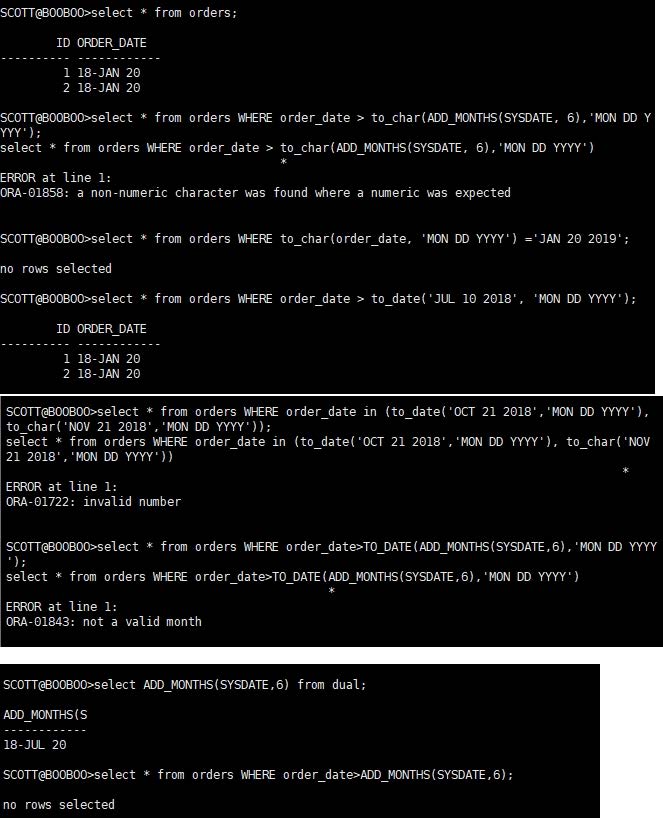 SCOTT@BOOBOO>select * from orders;
ID ORDER_DATE
---------- ------------
1 18-JAN 20
2 18-JAN 20
SCOTT@BOOBOO>select * from orders WHERE order_date > to_char(ADD_MONTHS(SYSDATE, 6),'MON DD Y
YYY');
select * from orders WHERE order_date > to_char(ADD_MONTHS(SYSDATE, 6),'MON DD YYYY')
*
ERROR at line 1:
ORA-01858: a non-numeric character was found where a numeric was expected
SCOTT@BOOBOO>select * from orders WHERE to_char(order_date, 'MON DD YYYY') ='JAN 20 2019';
no rows selected
SCOTT@BOOBOO>select * from orders WHERE order_date > to_date('JUL 10 2018', 'MON DD YYYY');
ID ORDER_DATE
---------- ------------
1 18-JAN 20
2 18-JAN 20
SCOTT@BOOBOO>select * from orders WHERE order_date in (to_date('OCT 21 2018','MON DD YYYY'),
to_char('NOV 21 2018','MON DD YYYY'));
select * from orders WHERE order_date in (to_date('OCT 21 2018','MON DD YYYY'), to_char('NOV
21 2018','MON DD YYYY'))
*
ERROR at line 1:
ORA-01722: invalid number
SCOTT@BOOBOO>select * from orders WHERE order_date>TO_DATE(ADD_MONTHS(SYSDATE,6),'MON DD YYYY
');
select * from orders WHERE order_date>TO_DATE(ADD_MONTHS(SYSDATE,6),'MON DD YYYY')
*
ERROR at line 1:
ORA-01843: not a valid month
SCOTT@BOOBOO>select ADD_MONTHS(SYSDATE,6) from dual;
ADD_MONTHS(S
------------
18-JUL 20
SCOTT@BOOBOO>select * from orders WHERE order_date>ADD_MONTHS(SYSDATE,6);
no rows selected